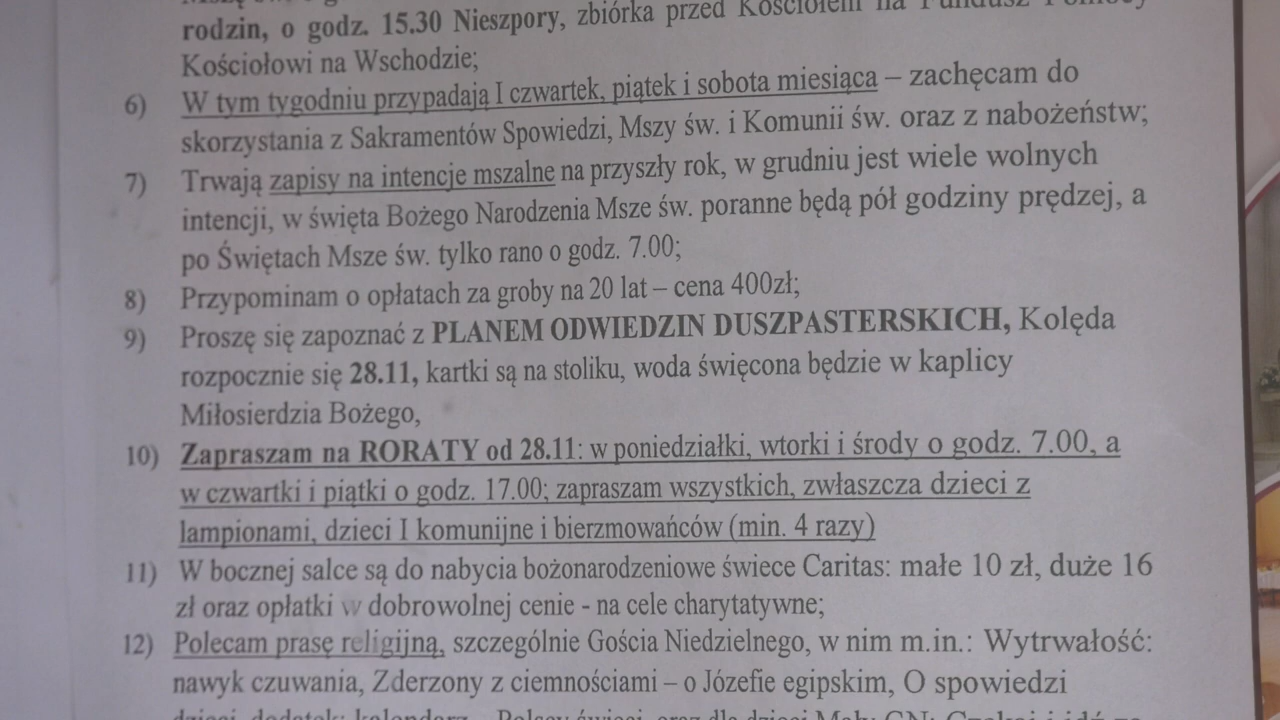 rodzin, o godz. 15.30 Nieszpory, zbiórka przed Kościołem na Fundusz Pomocy
Kościołowi na Wschodzie;
6) W tym tygodniu przypadają I czwartek, piątek i sobota miesiąca – zachęcam do
skorzystania z Sakramentów Spowiedzi, Mszy św. i Komunii św. oraz z nabożeństw;
7) Trwają zapisy na intencje mszalne na przyszły rok, w grudniu jest wiele wolnych
intencji, w święta Bożego Narodzenia Msze św. poranne będą pół godziny prędzej, a
po Świętach Msze św. tylko rano o godz. 7.00;
8) Przypominam o opłatach za groby na 20 lat – cena 400zł;
9) Proszę się zapoznać z PLANEM ODWIEDZIN DUSZPASTERSKICH, Kolęda
rozpocznie się 28.11, kartki są na stoliku, woda święcona będzie w kaplicy
Miłosierdzia Bożego,
10) Zapraszam na RORATY od 28.11: w poniedziałki, wtorki i środy o godz. 7.00, a
w czwartki i piątki o godz. 17.00; zapraszam wszystkich, zwłaszcza dzieci z
lampionami, dzieci I komunijne i bierzmowańców (min. 4 razy)
11) W bocznej salce są do nabycia bożonarodzeniowe świece Caritas: małe 10 zł, duże 16
zł oraz opłatki w dobrowolnej cenie - na cele charytatywne;
12) Polecam prasę religijną, szczególnie Gościa Niedzielnego, w nim m.in.: Wytrwałość:
nawyk czuwania, Zderzony z ciemnościami – o Józefie egipskim, O spowiedzi